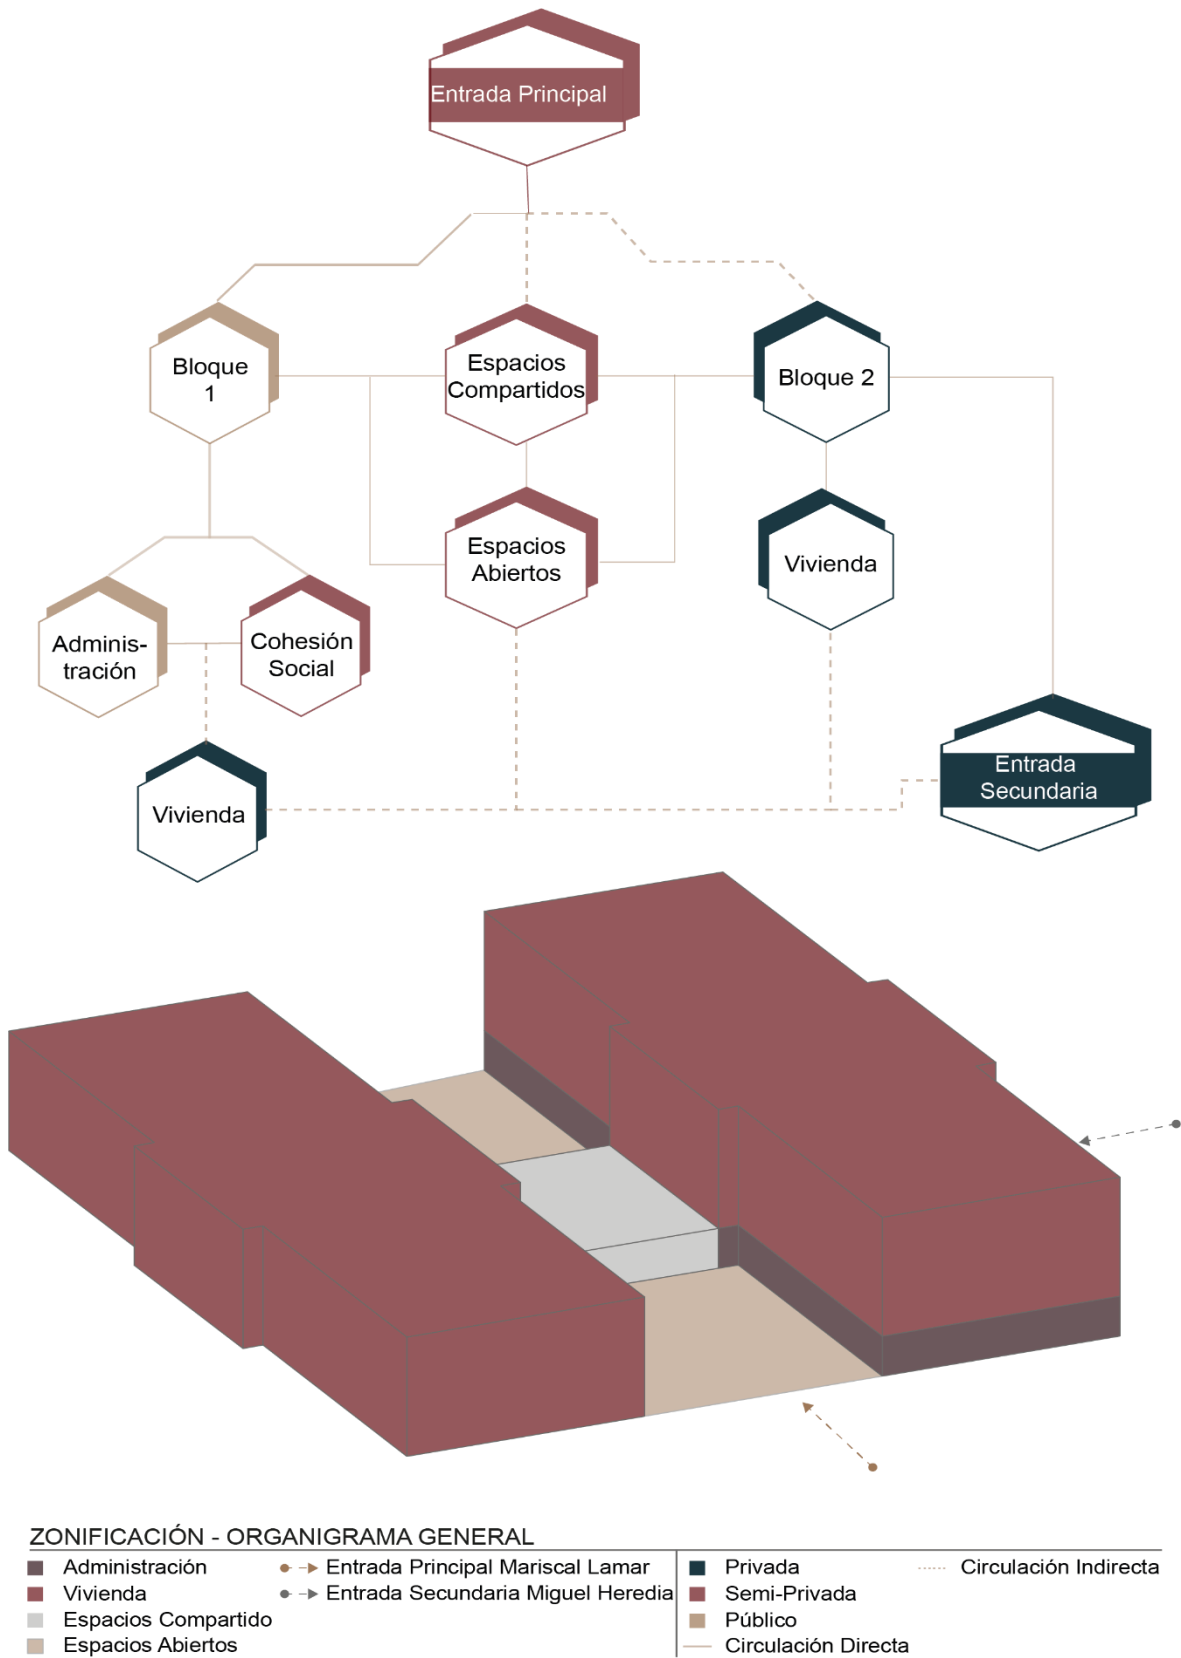 Entrada Principal
Bloque
1
Espacios
Compartidos
Bloque 2
Espacios
Abiertos
Vivienda
Adminis-
tración
Cohesión
Social
Vivienda
Entrada
Secundaria
ZONIFICACIÓN - ORGANIGRAMA GENERAL
Administración
Vivienda
Espacios Compartido
Espacios Abiertos
Entrada Principal Mariscal Lamar
Entrada Secundaria Miguel Heredia
Privada
Semi-Privada
Público
Circulación Directa
Circulación Indirecta